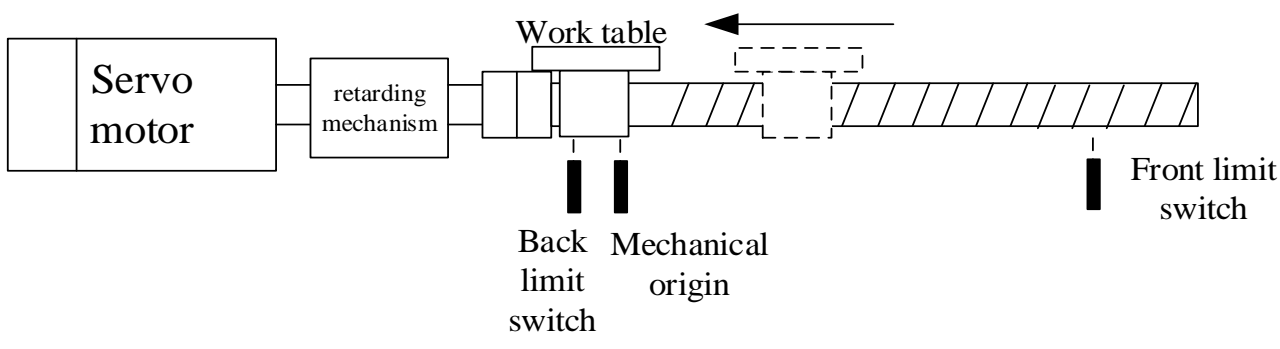 Work table
Servo
motor
retarding
mechanism
Front limit
switch
Back
limit
switch
Mechanical
origin